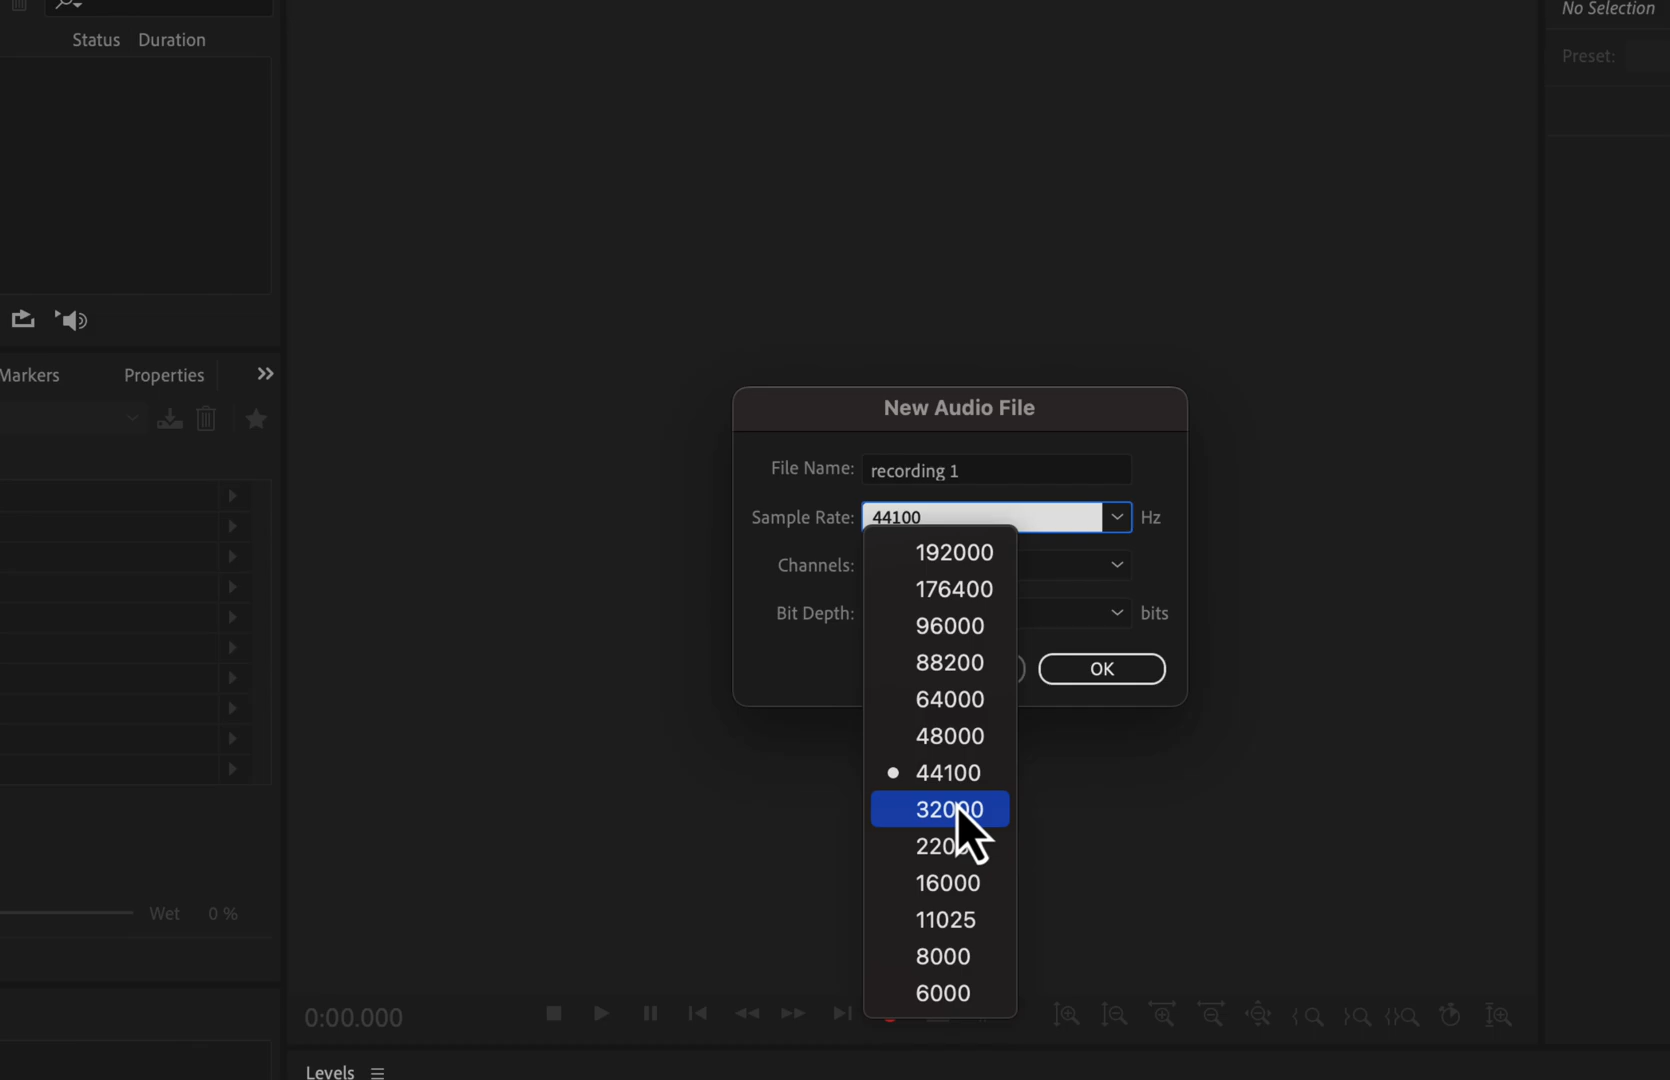 No Selection
Status Duration
Preset:
Markers Properties
New Audio File
File Name: recording 1
Sample Rate: 44100 Hz
Channels:
Bit Depth: bits
OK
192000
176400
96000
88200
64000
48000
44100
32000
16000
11025
8000
6000
Wet 0 %
0:00.000
Levels